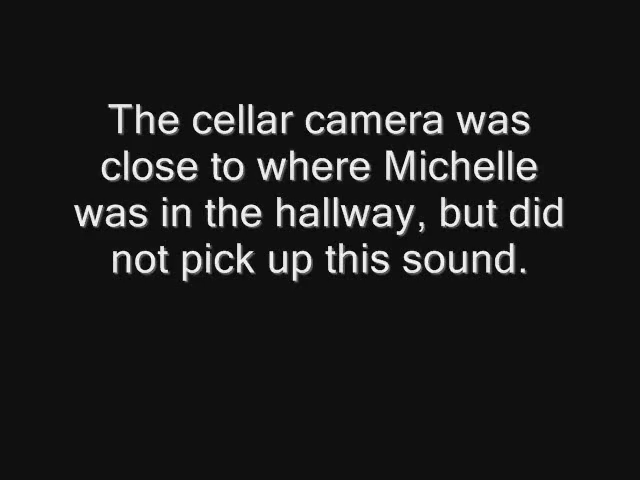 The cellar camera was
close to where Michelle
was in the hallway, but did
not pick up this sound.